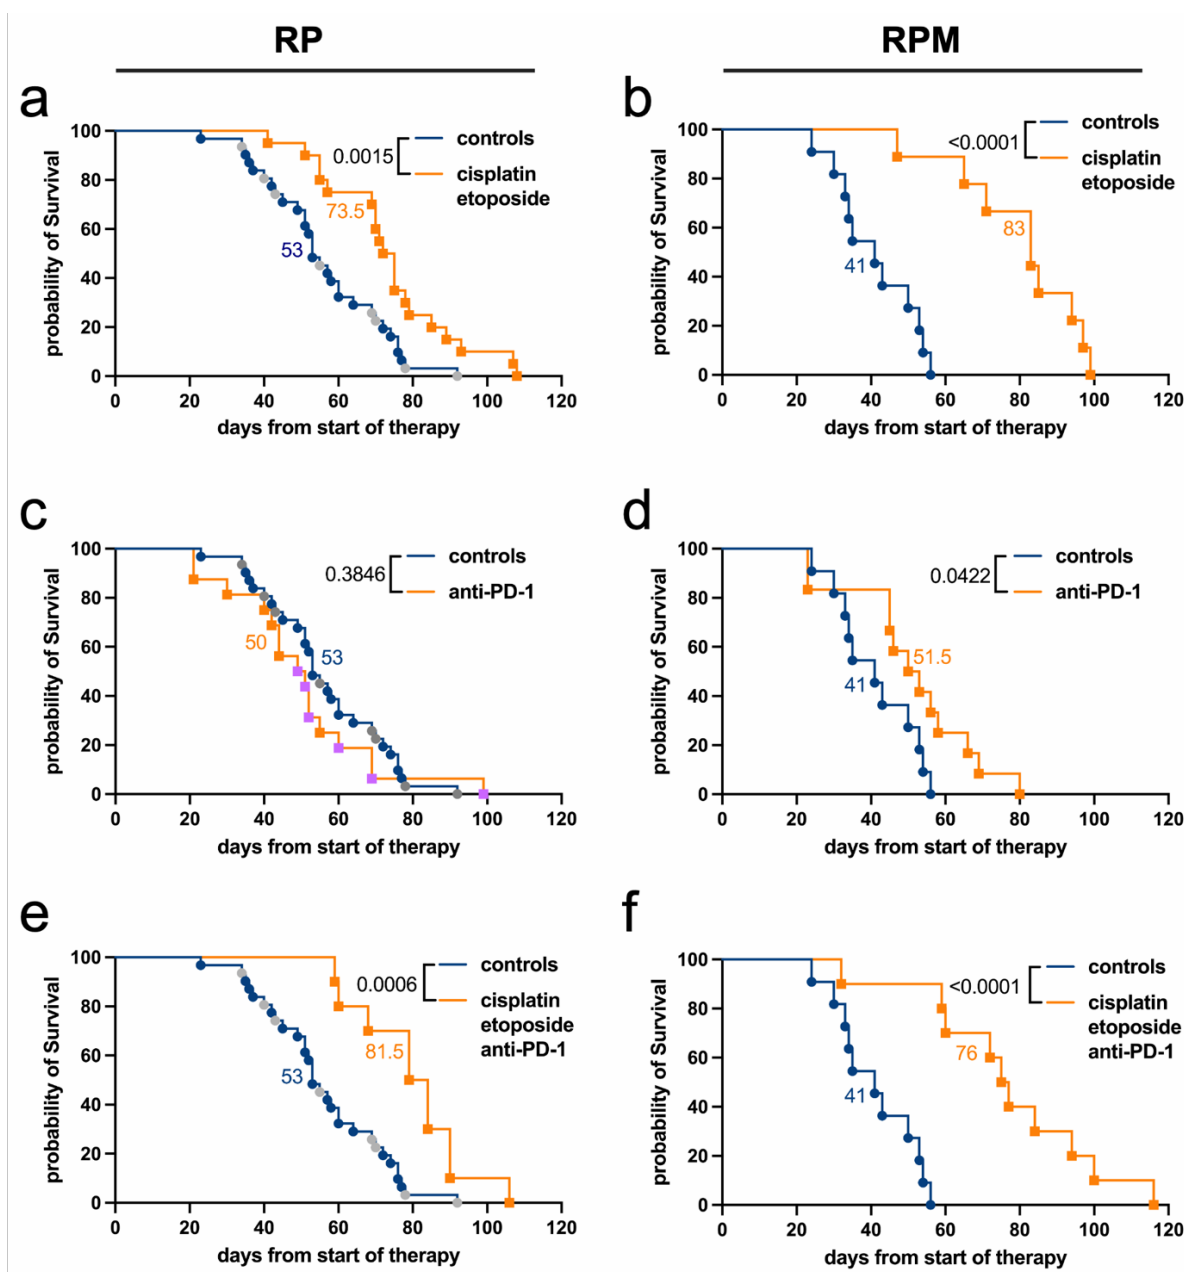 RP
RPM
a
100
80
60
40
20
0
probability of Survival
0 20 40 60 80 100 120
days from start of therapy
0.0015
controls
cisplatin
etoposide
73.5
53
b
100
80
60
40
20
0
probability of Survival
0 20 40 60 80 100 120
days from start of therapy
<0.0001
controls
cisplatin
etoposide
83
41
c
100
80
60
40
20
0
probability of Survival
0 20 40 60 80 100 120
days from start of therapy
0.3846
controls
anti-PD-1
50
53
d
100
80
60
40
20
0
probability of Survival
0 20 40 60 80 100 120
days from start of therapy
0.0422
controls
anti-PD-1
51.5
41
e
100
80
60
40
20
0
probability of Survival
0 20 40 60 80 100 120
days from start of therapy
0.0006
controls
cisplatin
etoposide
anti-PD-1
81.5
53
f
100
80
60
40
20
0
probability of Survival
0 20 40 60 80 100 120
days from start of therapy
<0.0001
controls
cisplatin
etoposide
anti-PD-1
76
41